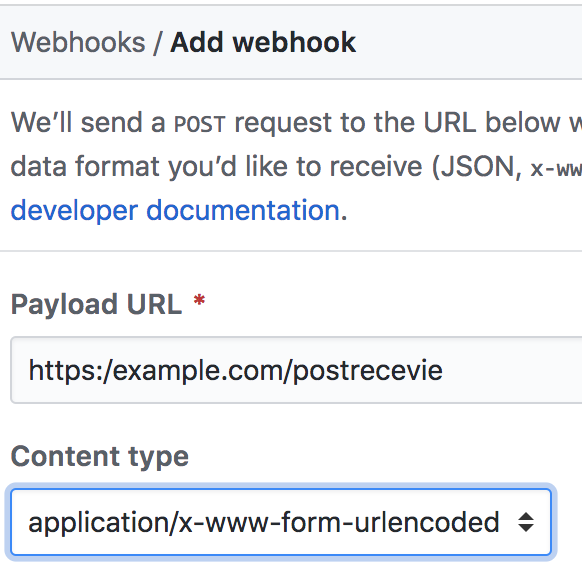 Webhooks / Add webhook
We’ll send a POST request to the URL below
data format you’d like to receive (JSON,
developer documentation.
Payload URL *
https:/example.com/postrecevie
Content type
application/x-www-form-urlencoded